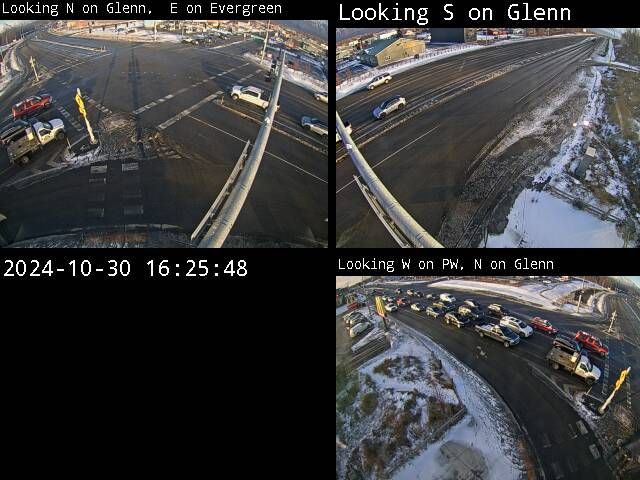 Looking N on Glenn,  E on Evergreen
Looking S on Glenn
2024-10-30 16:25:48
Looking W on PW, N on Glenn